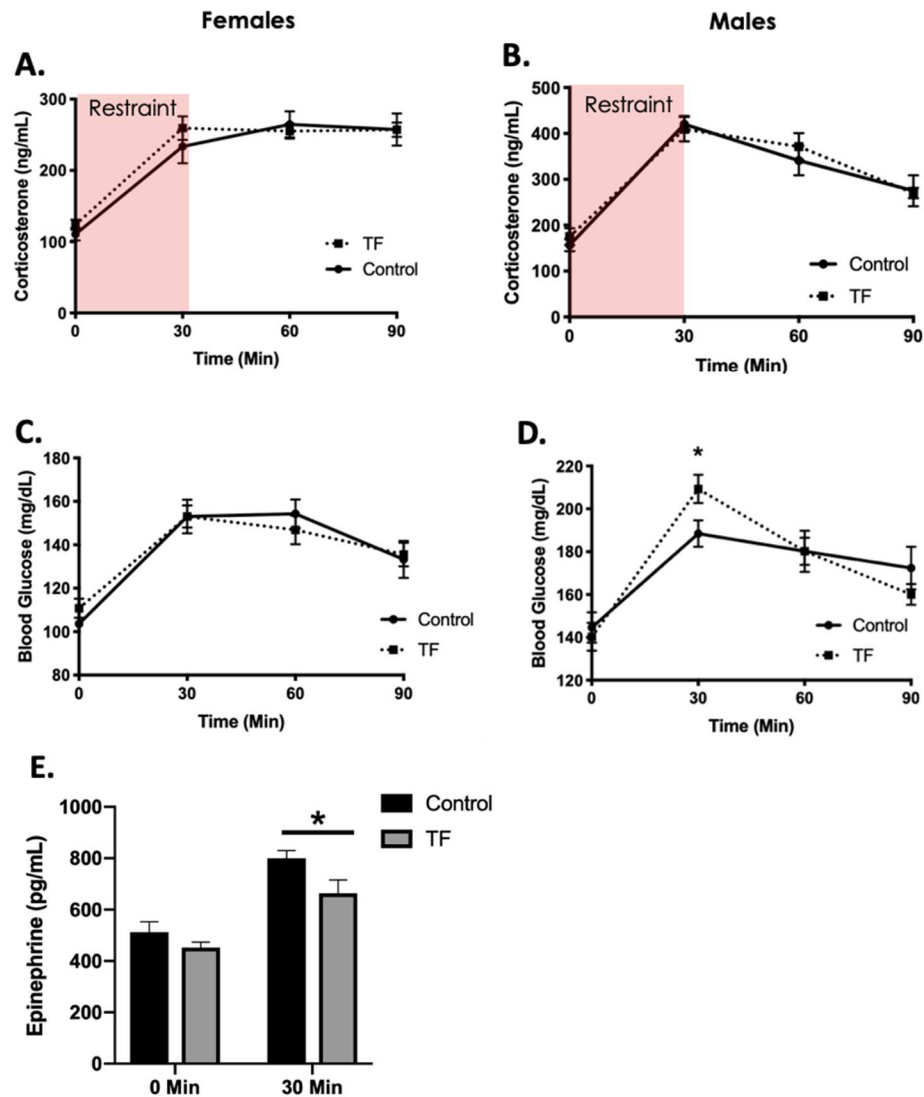 Females
Males
A.
Restraint
300
200
100
0
Corticosterone (ng/mL)
TF
Control
0 30 60 90
Time (Min)
B.
Restraint
500
400
300
200
100
0
Corticosterone (ng/mL)
Control
TF
0 30 60 90
Time (Min)
C.
180
160
140
120
100
80
Blood Glucose (mg/dL)
Control
TF
0 30 60 90
Time (Min)
D.
*
220
200
180
160
140
120
Blood Glucose (mg/dL)
Control
TF
0 30 60 90
Time (Min)
E.
1000
800
600
400
200
0
Epinephrine (pg/mL)
*
Control
TF
0 Min 30 Min